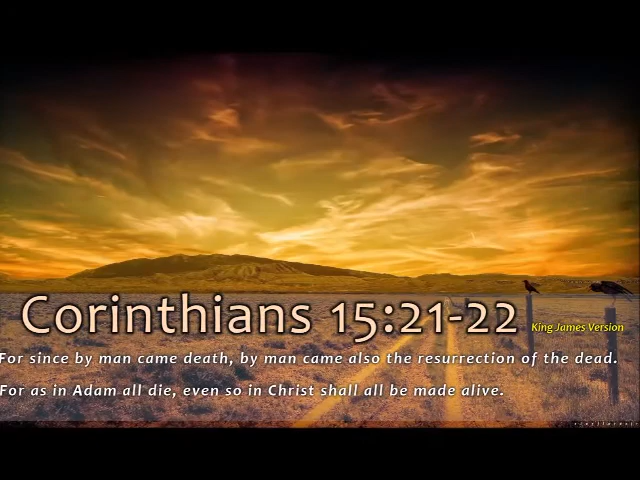 Corinthians 15:21-22 King James Version
For since by man came death, by man came also the resurrection of the dead.
For as in Adam all die, even so in Christ shall all be made alive.